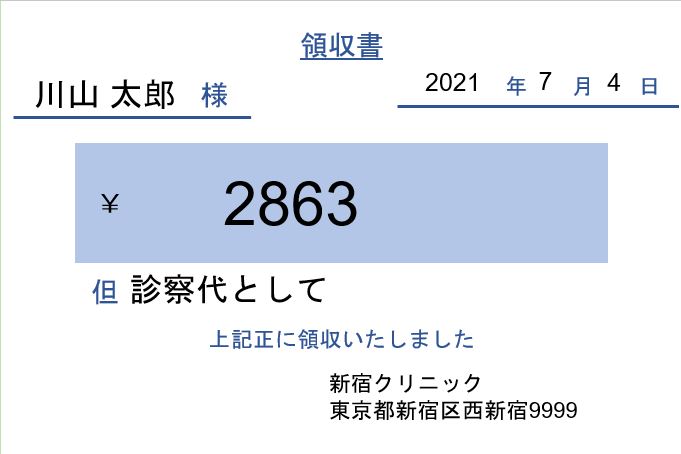 領収書
川山 太郎 様
2021 年 7 月 4 日
¥ 2863
但 診察代として
上記正に領収いたしました
新宿クリニック
東京都新宿区西新宿9999